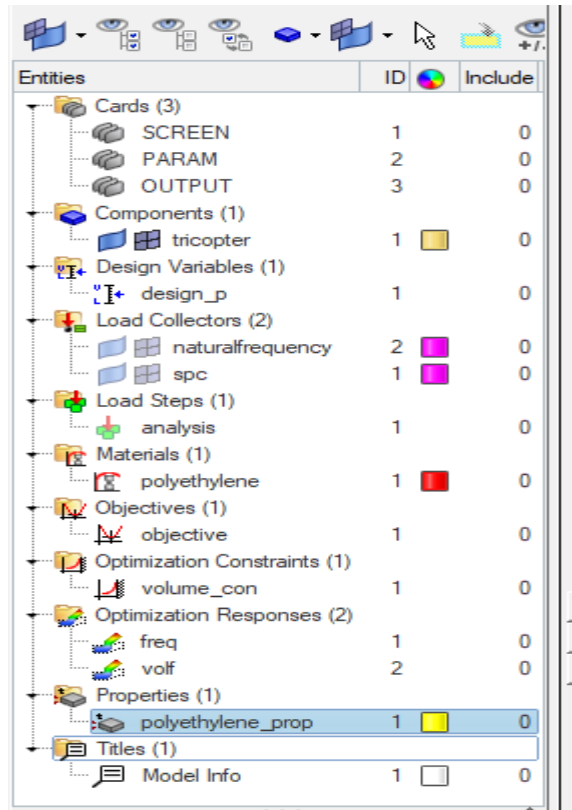 +/-
Entities ID Include
Cards (3)
SCREEN 1 0
PARAM 2 0
OUTPUT 3 0
Components (1)
tricopter 1 0
Design Variables (1)
design_p 1 0
Load Collectors (2)
naturalfrequency 2 0
spc 1 0
Load Steps (1)
analysis 1 0
Materials (1)
polyethylene 1 0
Objectives (1)
objective 1 0
Optimization Constraints (1)
volume_con 1 0
Optimization Responses (2)
freq 1 0
volf 2 0
Properties (1)
polyethylene_prop 1 0
Titles (1)
Model Info 1 0